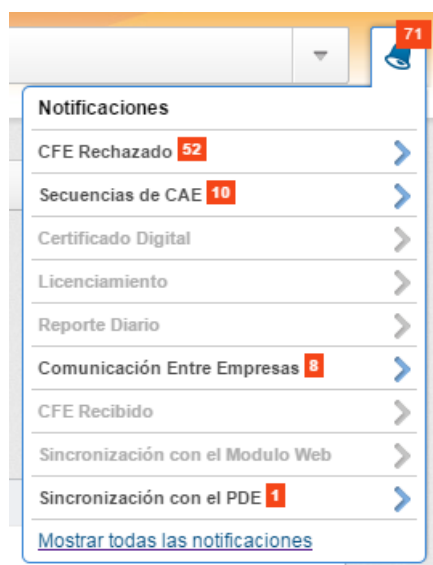 71
Notificaciones
CFE Rechazado 52
Secuencias de CAE 10
Certificado Digital
Licenciamiento
Reporte Diario
Comunicación Entre Empresas 8
CFE Recibido
Sincronización con el Modulo Web
Sincronización con el PDE 1
Mostrar todas las notificaciones